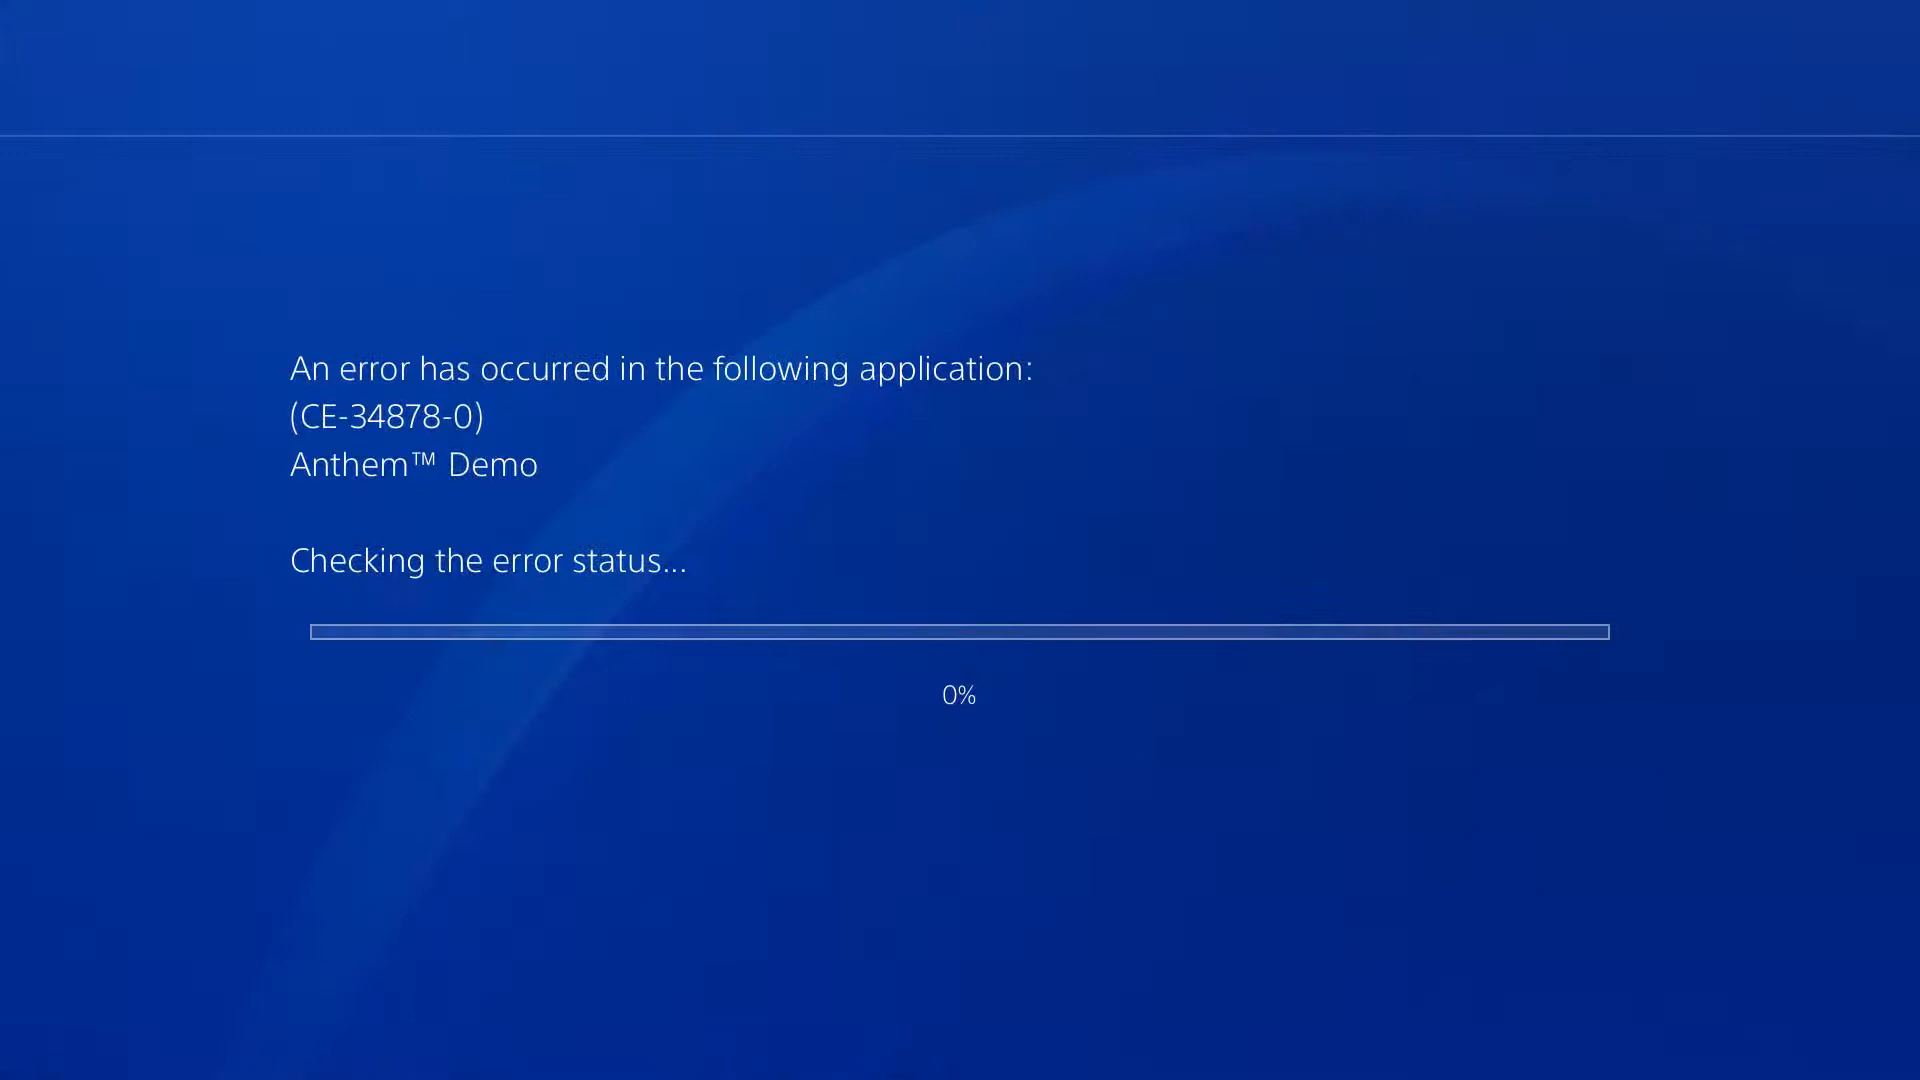 An error has occurred in the following application:
(CE-34878-0)
Anthem™ Demo
Checking the error status...
0%